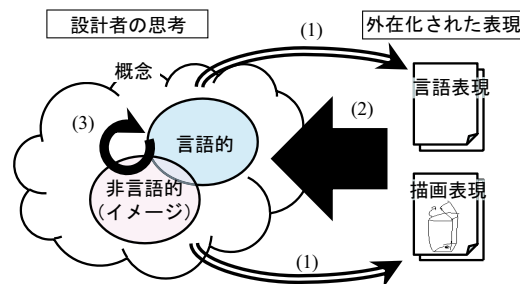 設計者の思考
(1)
外在化された表現
概念
言語表現
(3)
言語的
(2)
非言語的
(イメージ)
描画表現
(1)